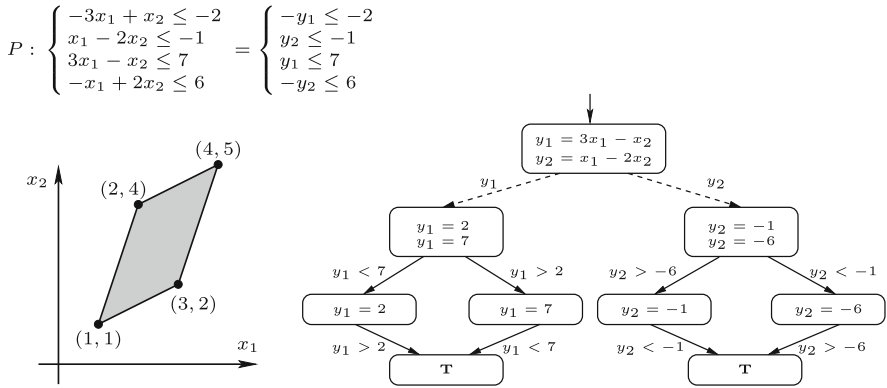 P : { −3x₁ + x₂ ≤ −2 = { −y₁ ≤ −2
x₁ − 2x₂ ≤ −1 y₂ ≤ −1
3x₁ − x₂ ≤ 7 y₁ ≤ 7
−x₁ + 2x₂ ≤ 6 −y₂ ≤ 6
x₂
(4, 5)
(2, 4)
(3, 2)
(1, 1)
x₁
y₁ = 3x₁ − x₂
y₂ = x₁ − 2x₂
y₁ y₂
y₁ = 2
y₁ = 7
y₂ = −1
y₂ = −6
y₁ < 7 y₁ > 2 y₂ > −6 y₂ < −1
y₁ = 2 y₁ = 7 y₂ = −1 y₂ = −6
y₁ > 2 y₁ < 7 y₂ < −1 y₂ > −6
T T